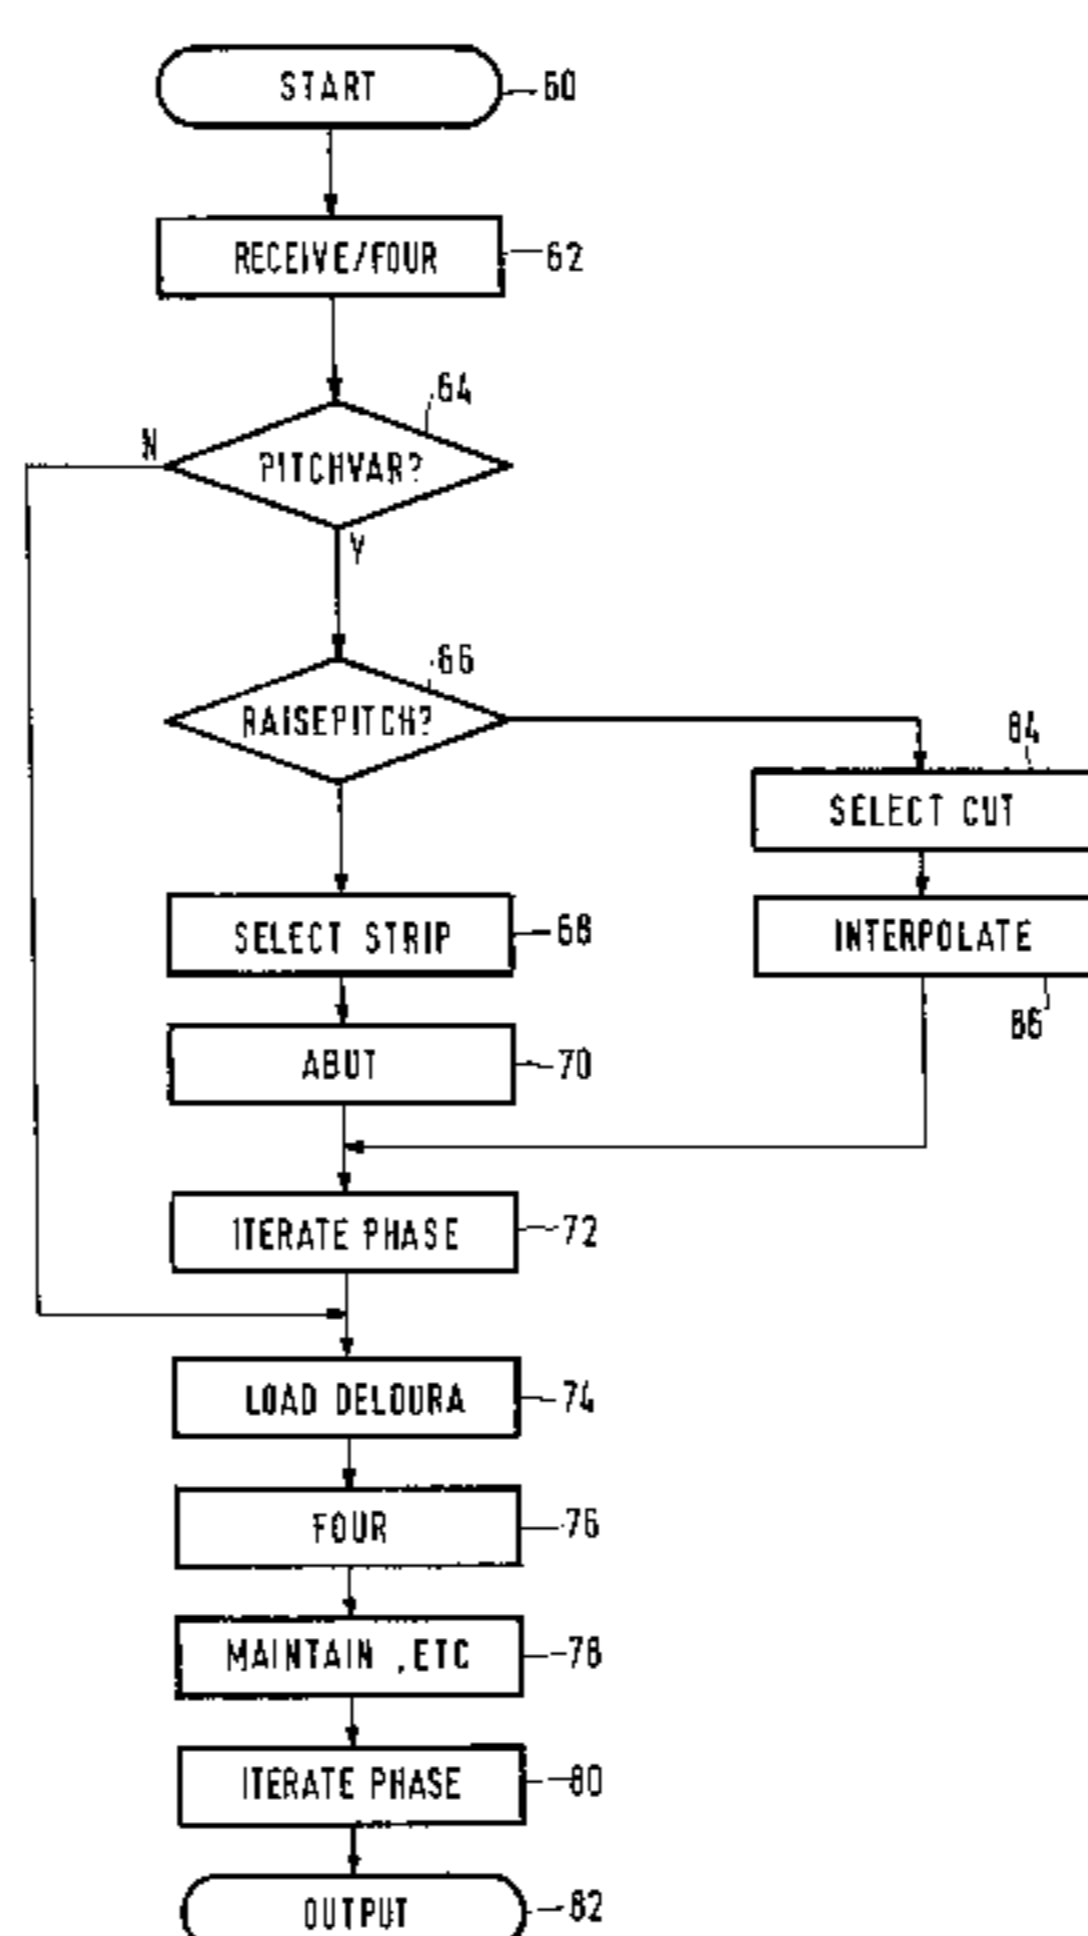 START
60
RECEIVE/FOUR
62
64
N
PITCHVAR?
Y
66
RAISEPITCH?
84
SELECT CUT
SELECT STRIP
68
INTERPOLATE
86
ABUT
70
ITERATE PHASE
72
LOAD DELOURA
74
FOUR
76
MAINTAIN ,ETC
78
ITERATE PHASE
80
OUTPUT
82